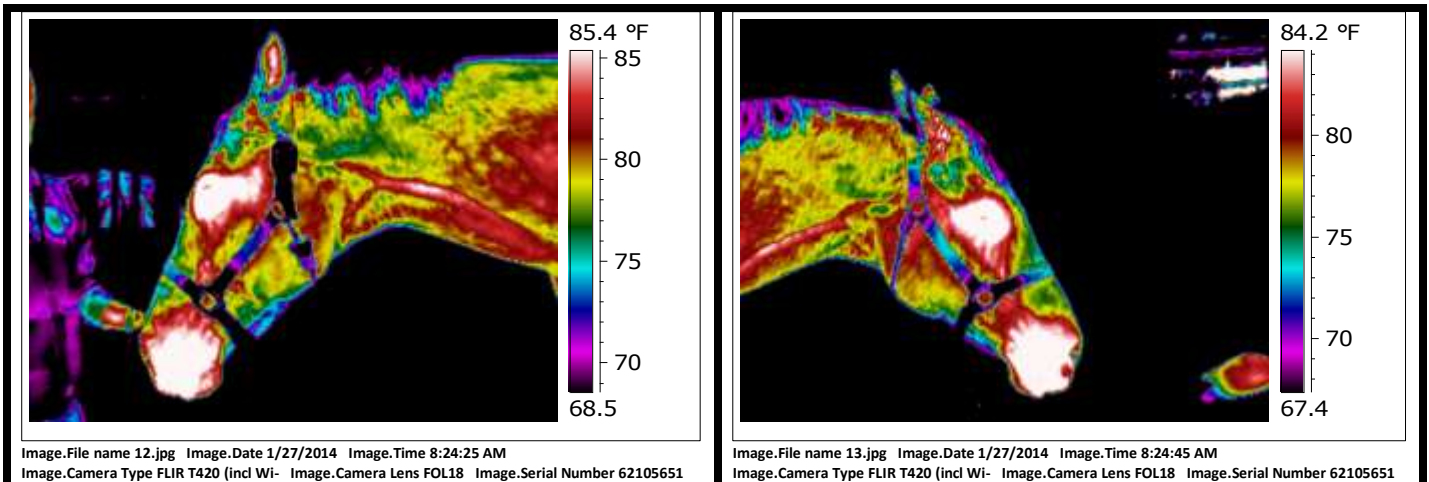 85.4 °F
85
80
75
70
68.5
Image.File name 12.jpg Image.Date 1/27/2014 Image.Time 8:24:25 AM
Image.Camera Type FLIR T420 (incl Wi- Image.Camera Lens FOL18 Image.Serial Number 62105651
84.2 °F
80
75
70
67.4
Image.File name 13.jpg Image.Date 1/27/2014 Image.Time 8:24:45 AM
Image.Camera Type FLIR T420 (incl Wi- Image.Camera Lens FOL18 Image.Serial Number 62105651